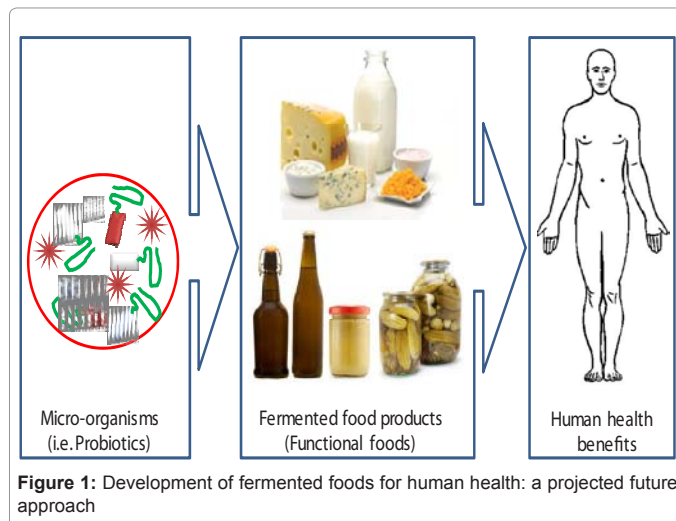 Micro-organisms
(i.e. Probiotics)
Fermented food products
(Functional foods)
Human health
benefits
Figure 1: Development of fermented foods for human health: a projected future
approach